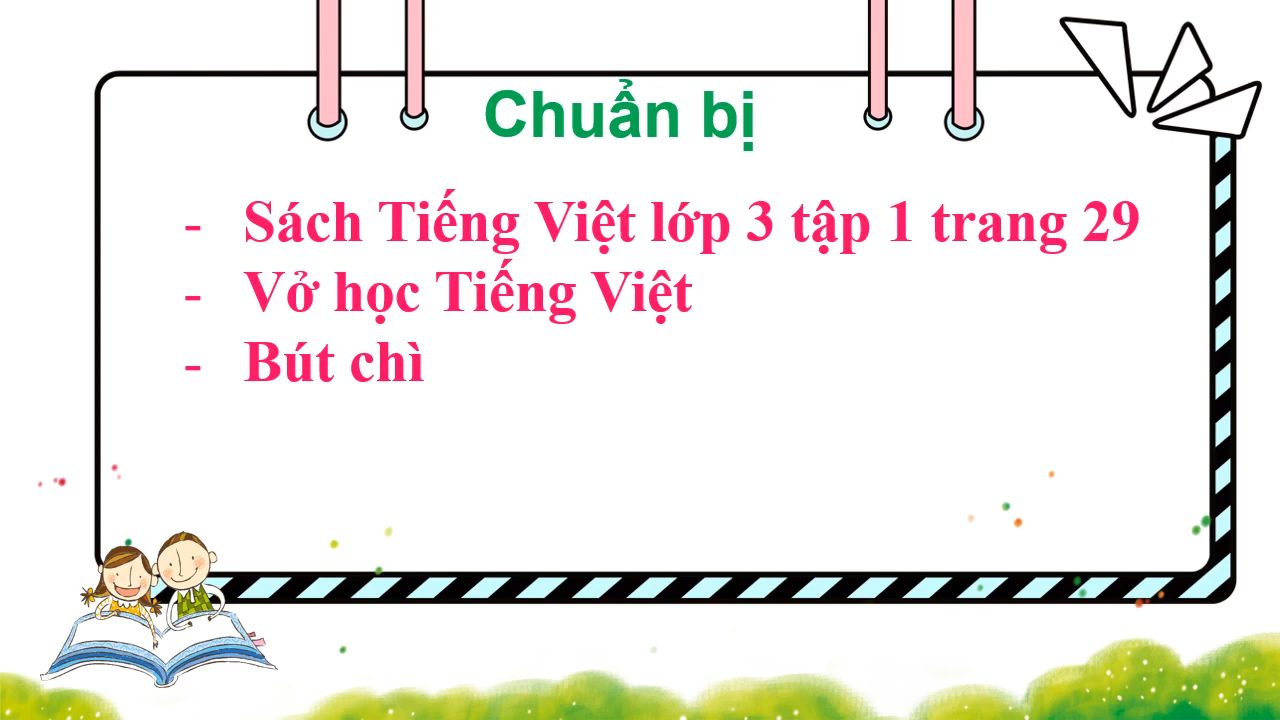 Chuẩn bị
- Sách Tiếng Việt lớp 3 tập 1 trang 29
- Vở học Tiếng Việt
- Bút chì